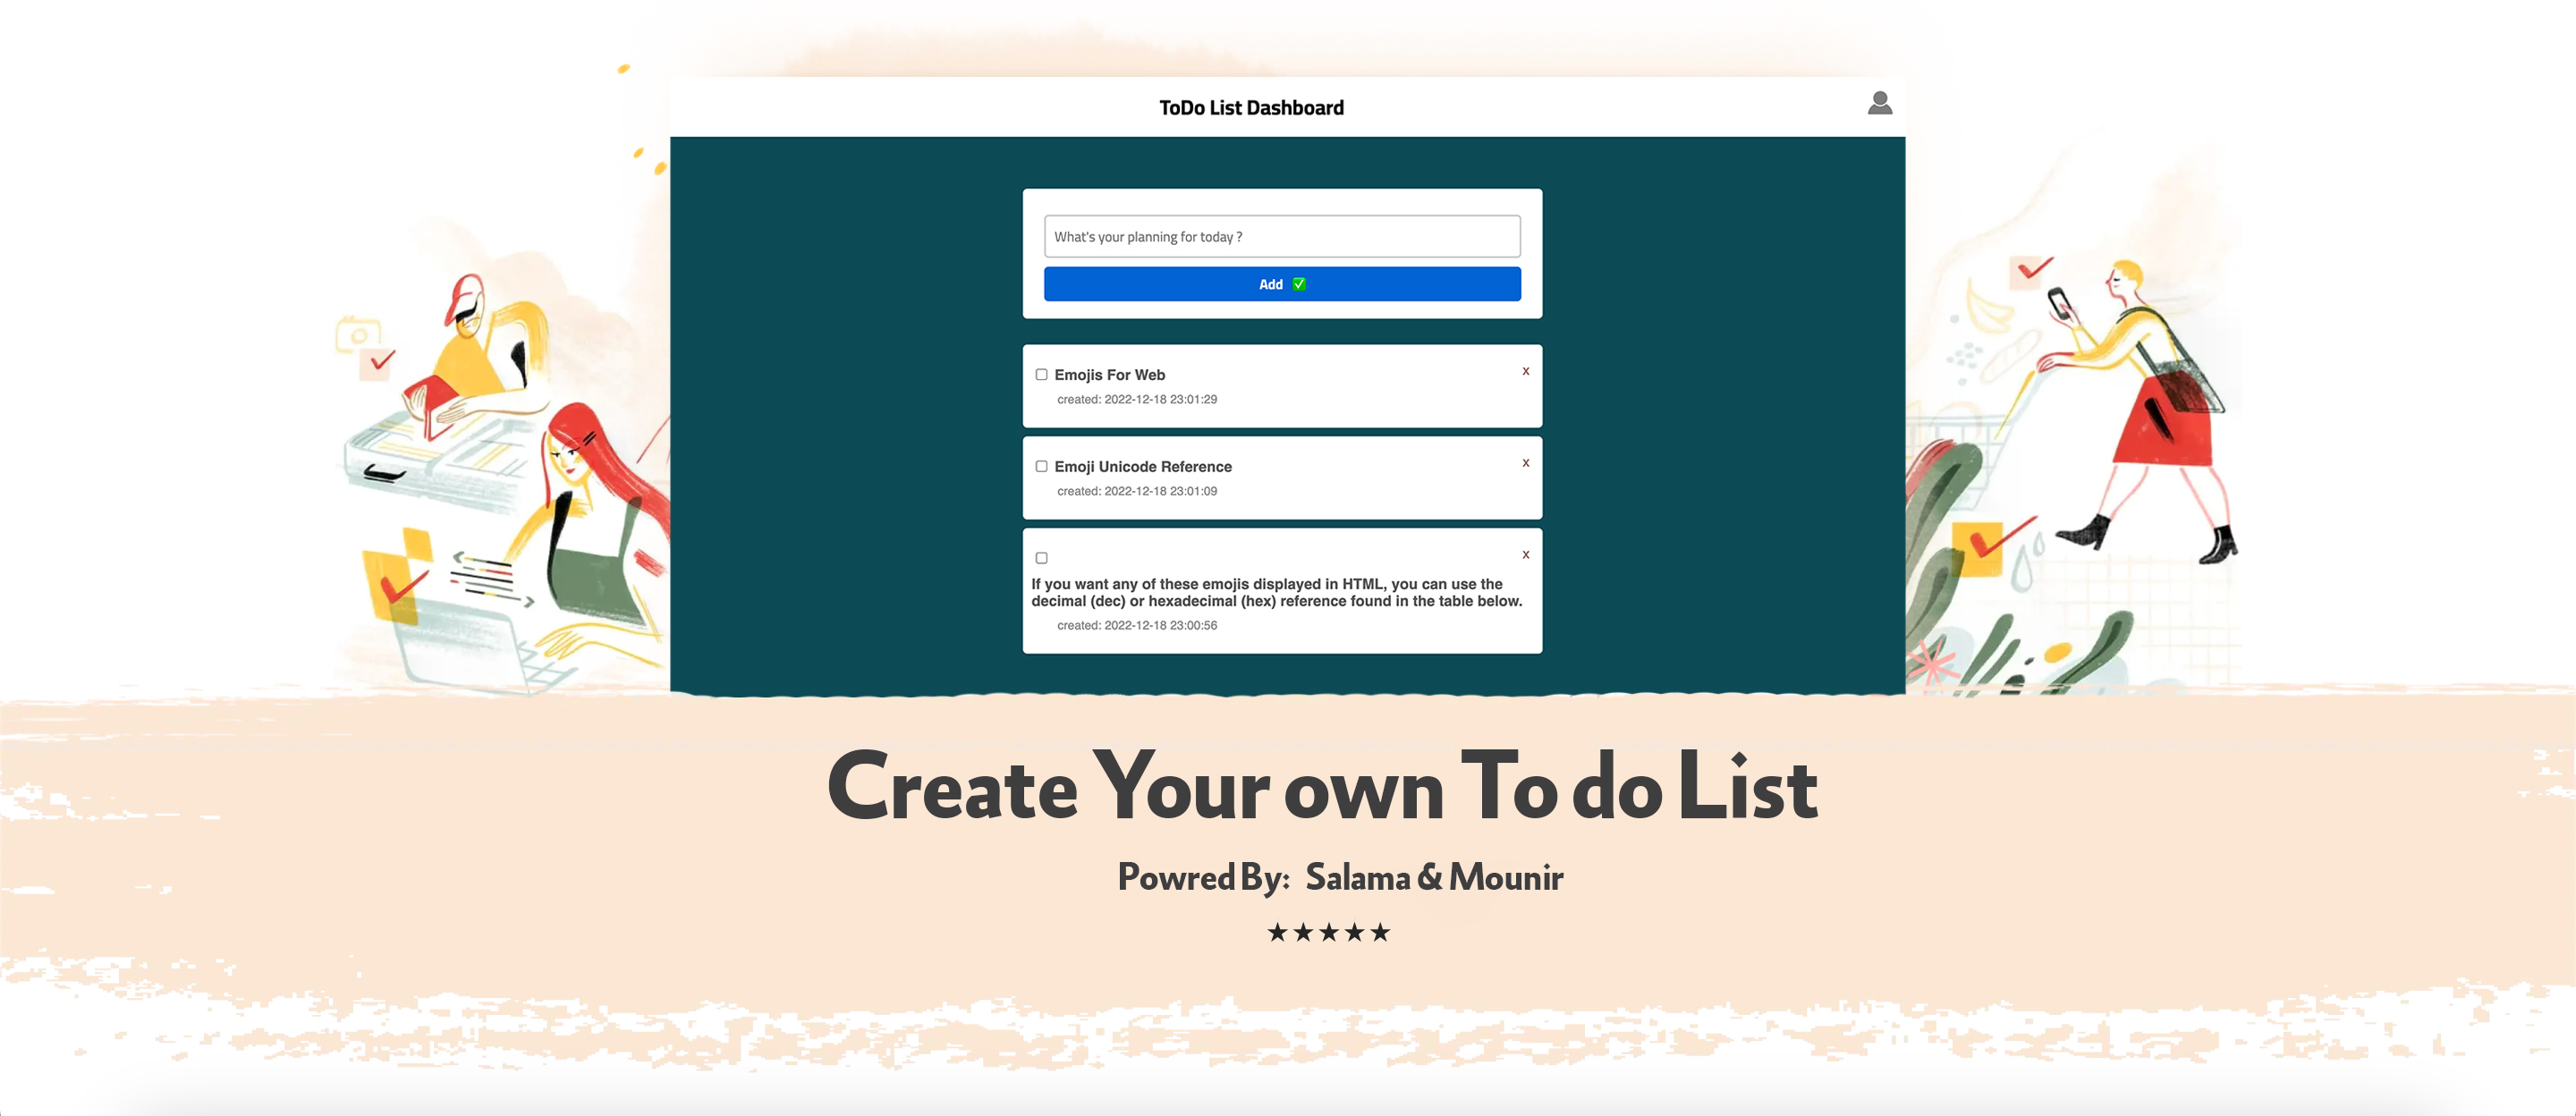 ToDo List Dashboard
What's your planning for today ?
Add ✅
Emojis For Web
x
created: 2022-12-18 23:01:29
Emoji Unicode Reference
x
created: 2022-12-18 23:01:09
x
If you want any of these emojis displayed in HTML, you can use the
decimal (dec) or hexadecimal (hex) reference found in the table below.
created: 2022-12-18 23:00:56
Create Your own To do List
Powred By: Salama & Mounir
★★★★★